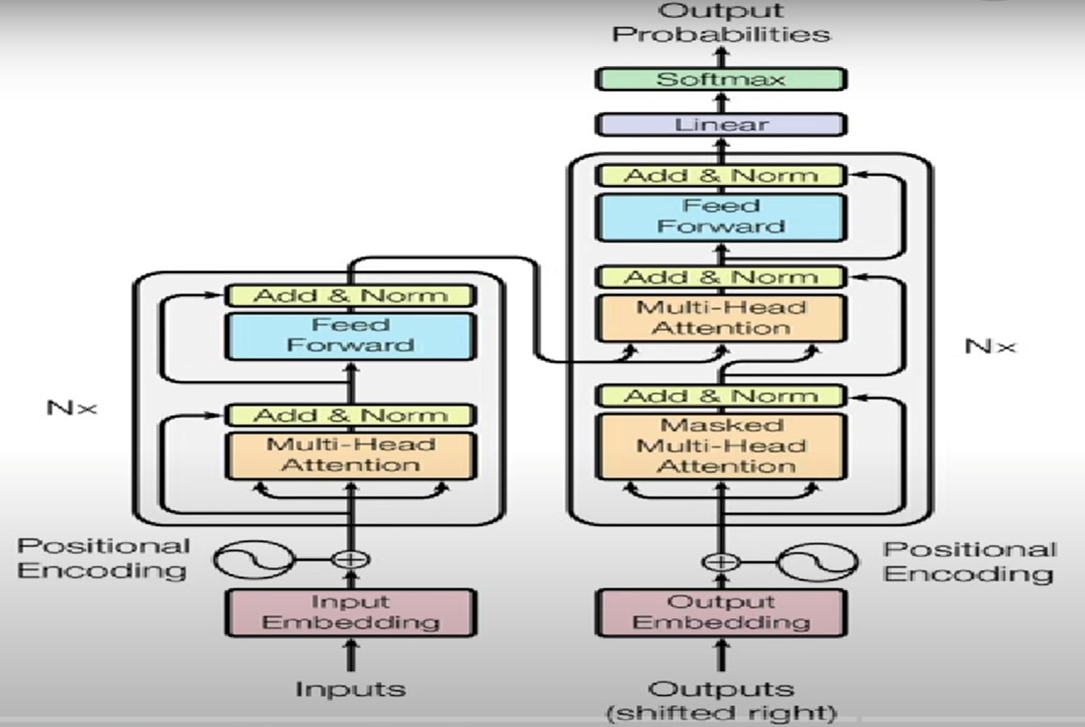 Output
Probabilities
Softmax
Linear
Add & Norm
Feed
Forward
Add & Norm
Multi-Head
Attention
Add & Norm
Masked
Multi-Head
Attention
Nx
Add & Norm
Feed
Forward
Add & Norm
Multi-Head
Attention
Nx
Positional
Encoding
Input
Embedding
Inputs
Positional
Encoding
Output
Embedding
Outputs
(shifted right)